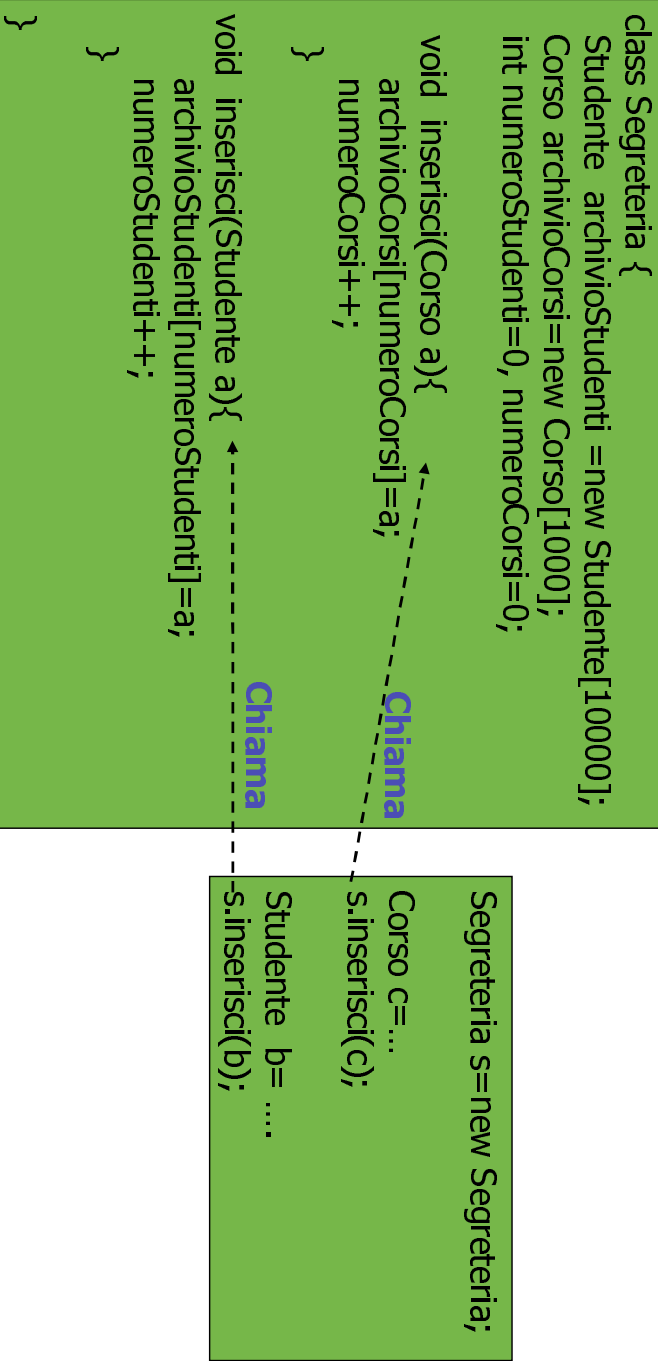 class Segreteria {
Studente archivioStudenti =new Studente[10000];
Corso archivioCorsi=new Corso[1000];
int numeroStudenti=0, numeroCorsi=0;
void inserisci(Corso a){
archivioCorsi[numeroCorsi]=a;
numeroCorsi++;
}
void inserisci(Studente a){
archivioStudenti[numeroStudenti]=a;
numeroStudenti++;
}
}
Chiama
Chiama
Segreteria s=new Segreteria;
Corso c=...
s.inserisci(c);
Studente b= ....
s.inserisci(b);